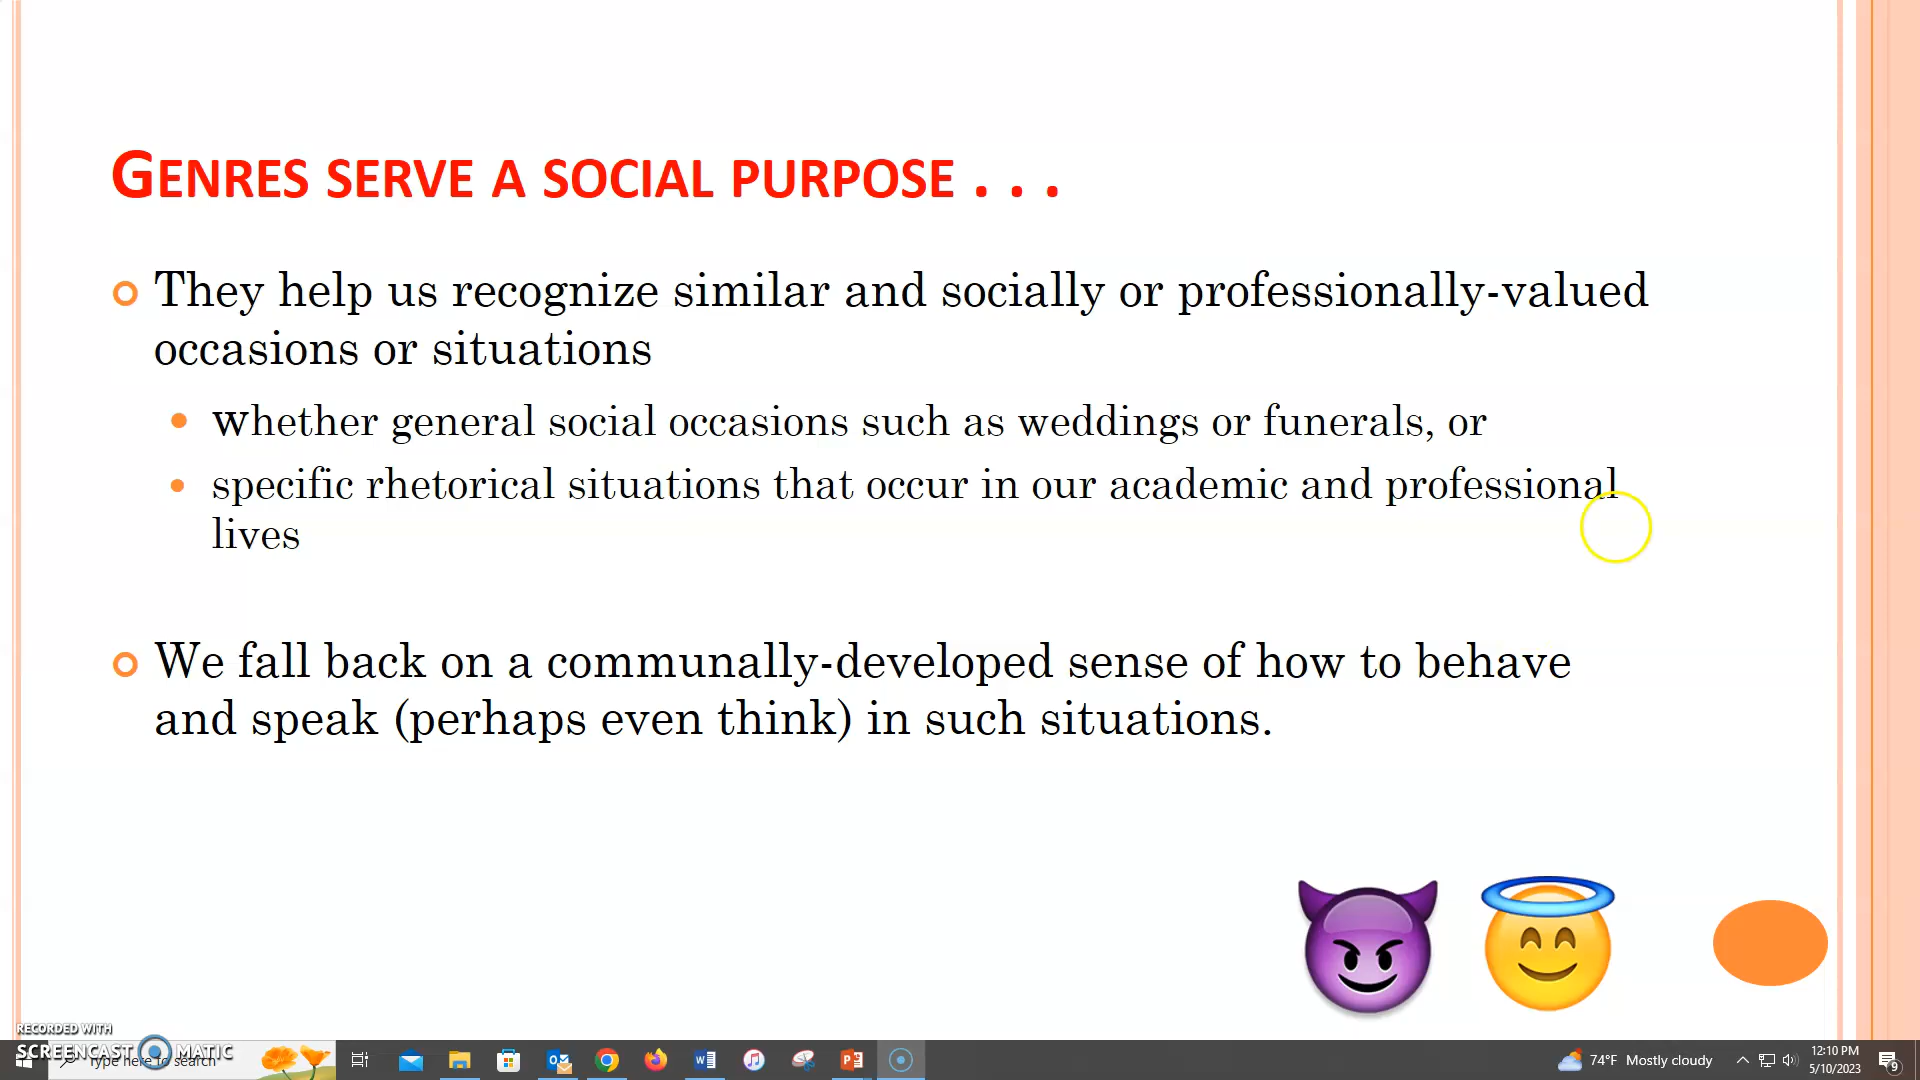 GENRES SERVE A SOCIAL PURPOSE . . .
They help us recognize similar and socially or professionally-valued
occasions or situations
whether general social occasions such as weddings or funerals, or
specific rhetorical situations that occur in our academic and professional
lives
We fall back on a communally-developed sense of how to behave
and speak (perhaps even think) in such situations.
RECORDED WITH
SCREENCAST MATIC
Type here to search
74°F Mostly cloudy
12:10 PM
5/10/2023
9